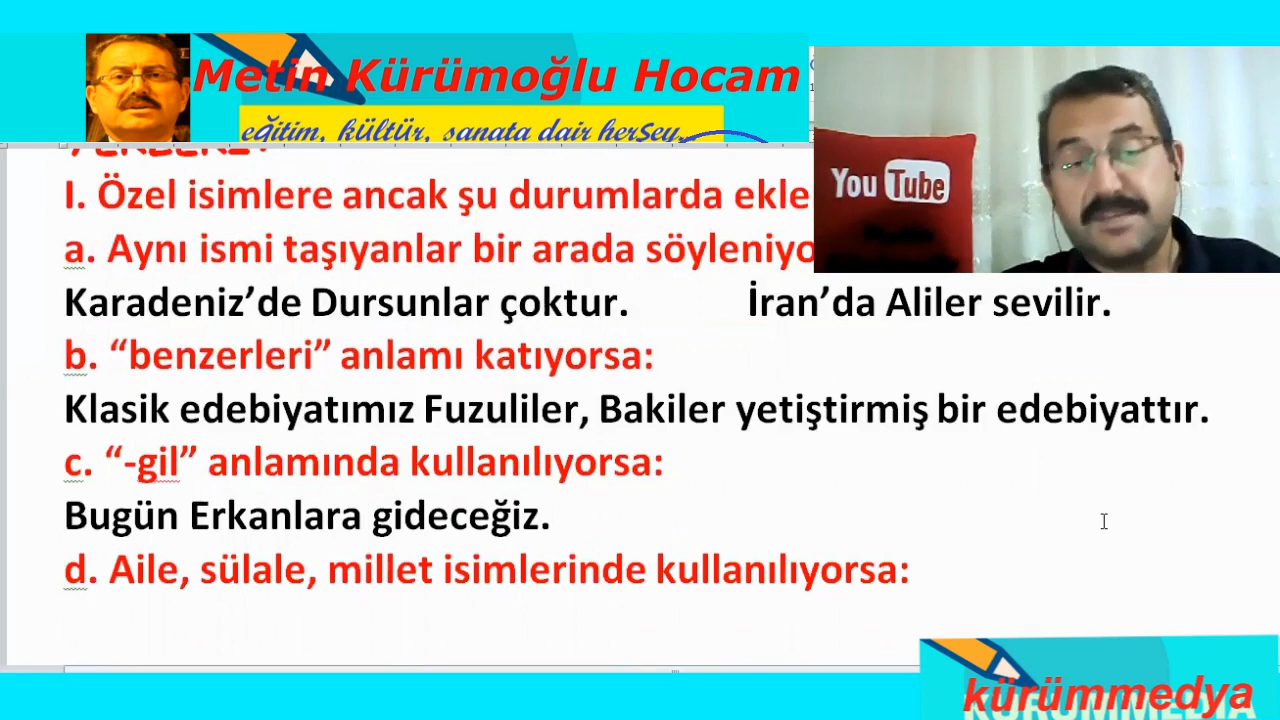 Metin Kürümoğlu Hocam
eğitim, kültür, sanata dair herşey..
You Tube
I. Özel isimlere ancak şu durumlarda ekle
a. Aynı ismi taşıyanlar bir arada söyleniyo
Karadeniz’de Dursunlar çoktur. İran’da Aliler sevilir.
b. “benzerleri” anlamı katıyorsa:
Klasik edebiyatımız Fuzuliler, Bakiler yetiştirmiş bir edebiyattır.
c. “-gil” anlamında kullanılıyorsa:
Bugün Erkanlara gideceğiz.
d. Aile, sülale, millet isimlerinde kullanılıyorsa:
kürümmedya
KÜRÜMMEDIA